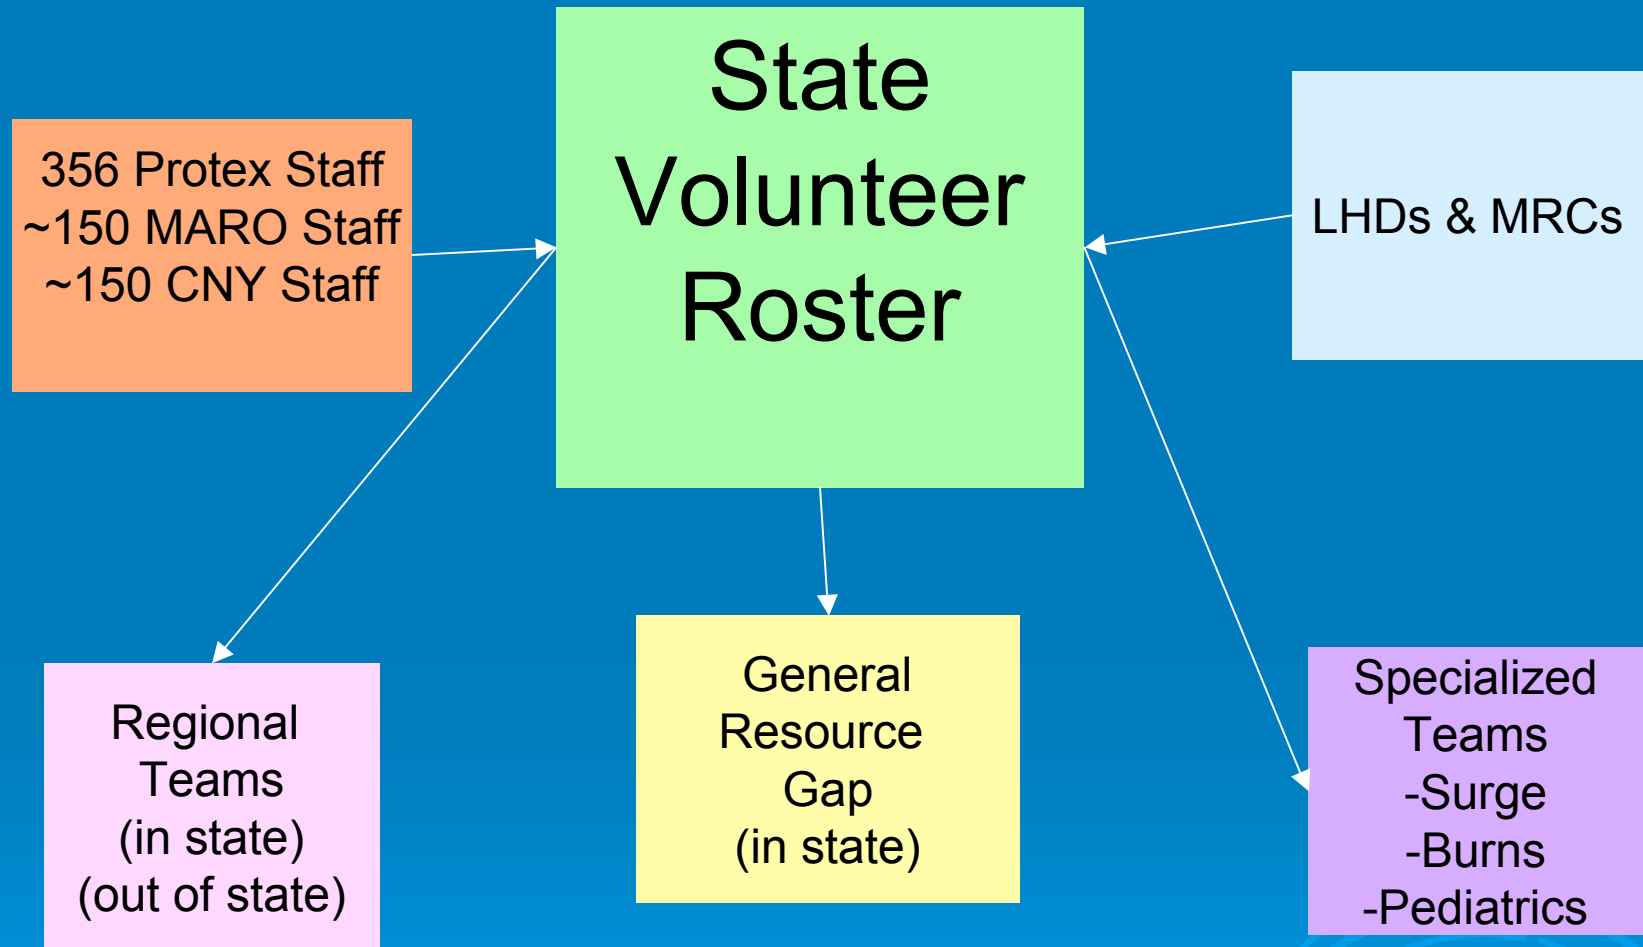 State
Volunteer
Roster
356 Protex Staff
~150 MARO Staff
~150 CNY Staff
LHDs & MRCs
Regional
Teams
(in state)
(out of state)
General
Resource
Gap
(in state)
Specialized
Teams
-Surge
-Burns
-Pediatrics